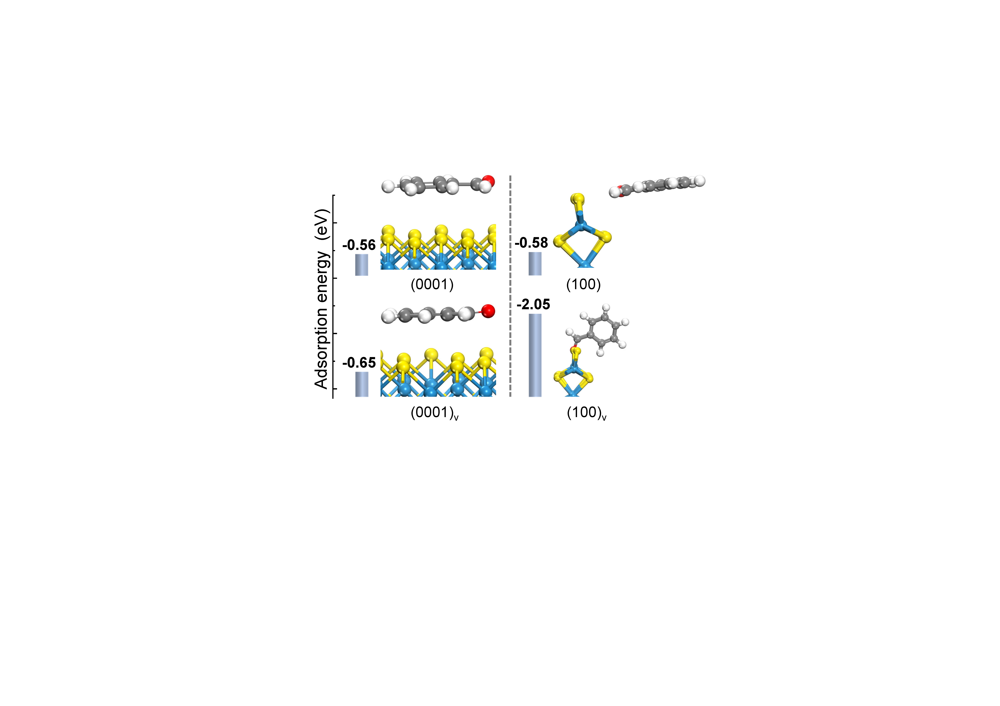 Adsorption energy (eV)
-0.56
(0001)
-0.58
(100)
-0.65
(0001)v
-2.05
(100)v